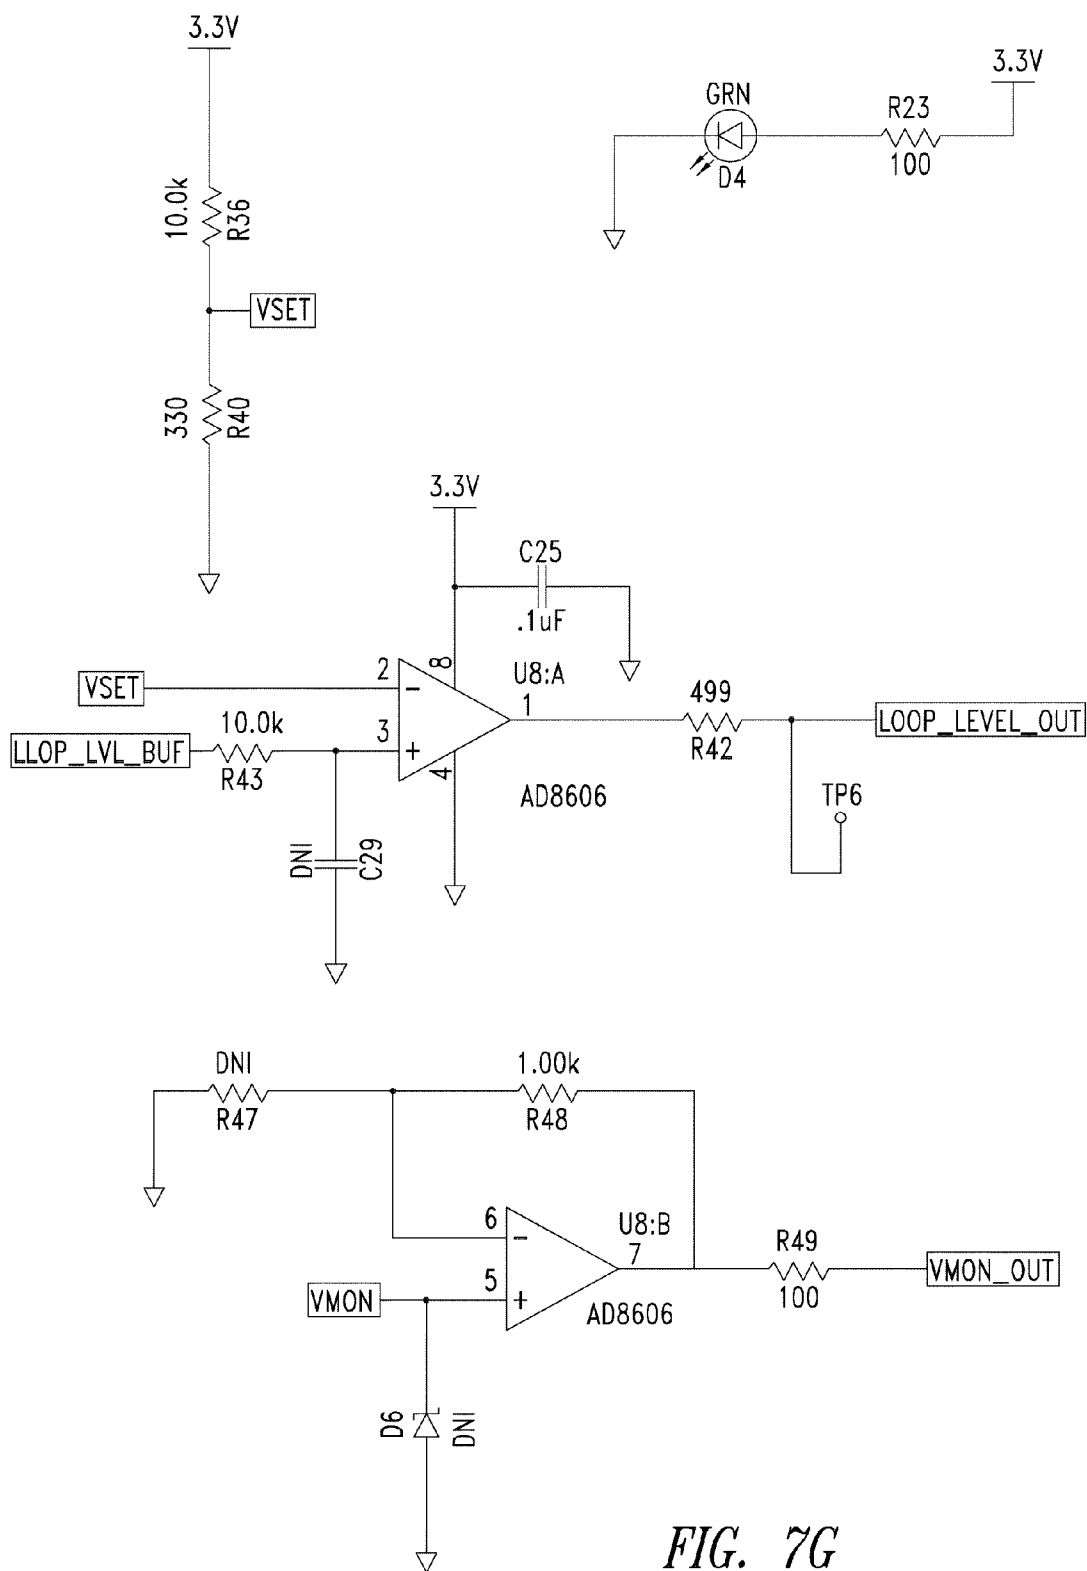 3.3V
10.0k
R36
VSET
330
R40
3.3V
GRN
D4
R23
100
3.3V
C25
.1uF
VSET
2
-
8
U8:A
1
LLOP_LVL_BUF
10.0k
R43
3
+
4
AD8606
499
R42
LOOP_LEVEL_OUT
TP6
DNI
C29
DNI
R47
1.00k
R48
6
-
U8:B
7
VMON
5
+
AD8606
R49
100
VMON_OUT
D6
DNI
FIG. 7G